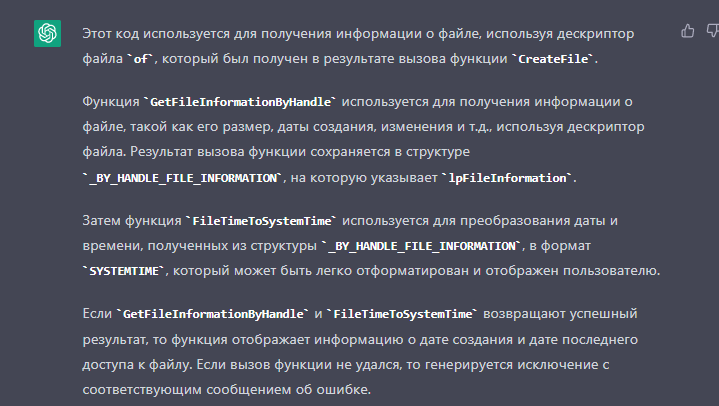 Этот код используется для получения информации о файле, используя дескриптор
файла `of`, который был получен в результате вызова функции `CreateFile`.
Функция `GetFileInformationByHandle` используется для получения информации о
файле, такой как его размер, даты создания, изменения и т.д., используя дескриптор
файла. Результат вызова функции сохраняется в структуре
`_BY_HANDLE_FILE_INFORMATION`, на которую указывает `lpFileInformation`.
Затем функция `FileTimeToSystemTime` используется для преобразования даты и
времени, полученных из структуры `_BY_HANDLE_FILE_INFORMATION`, в формат
`SYSTEMTIME`, который может быть легко отформатирован и отображен пользователю.
Если `GetFileInformationByHandle` и `FileTimeToSystemTime` возвращают успешный
результат, то функция отображает информацию о дате создания и дате последнего
доступа к файлу. Если вызов функции не удался, то генерируется исключение с
соответствующим сообщением об ошибке.